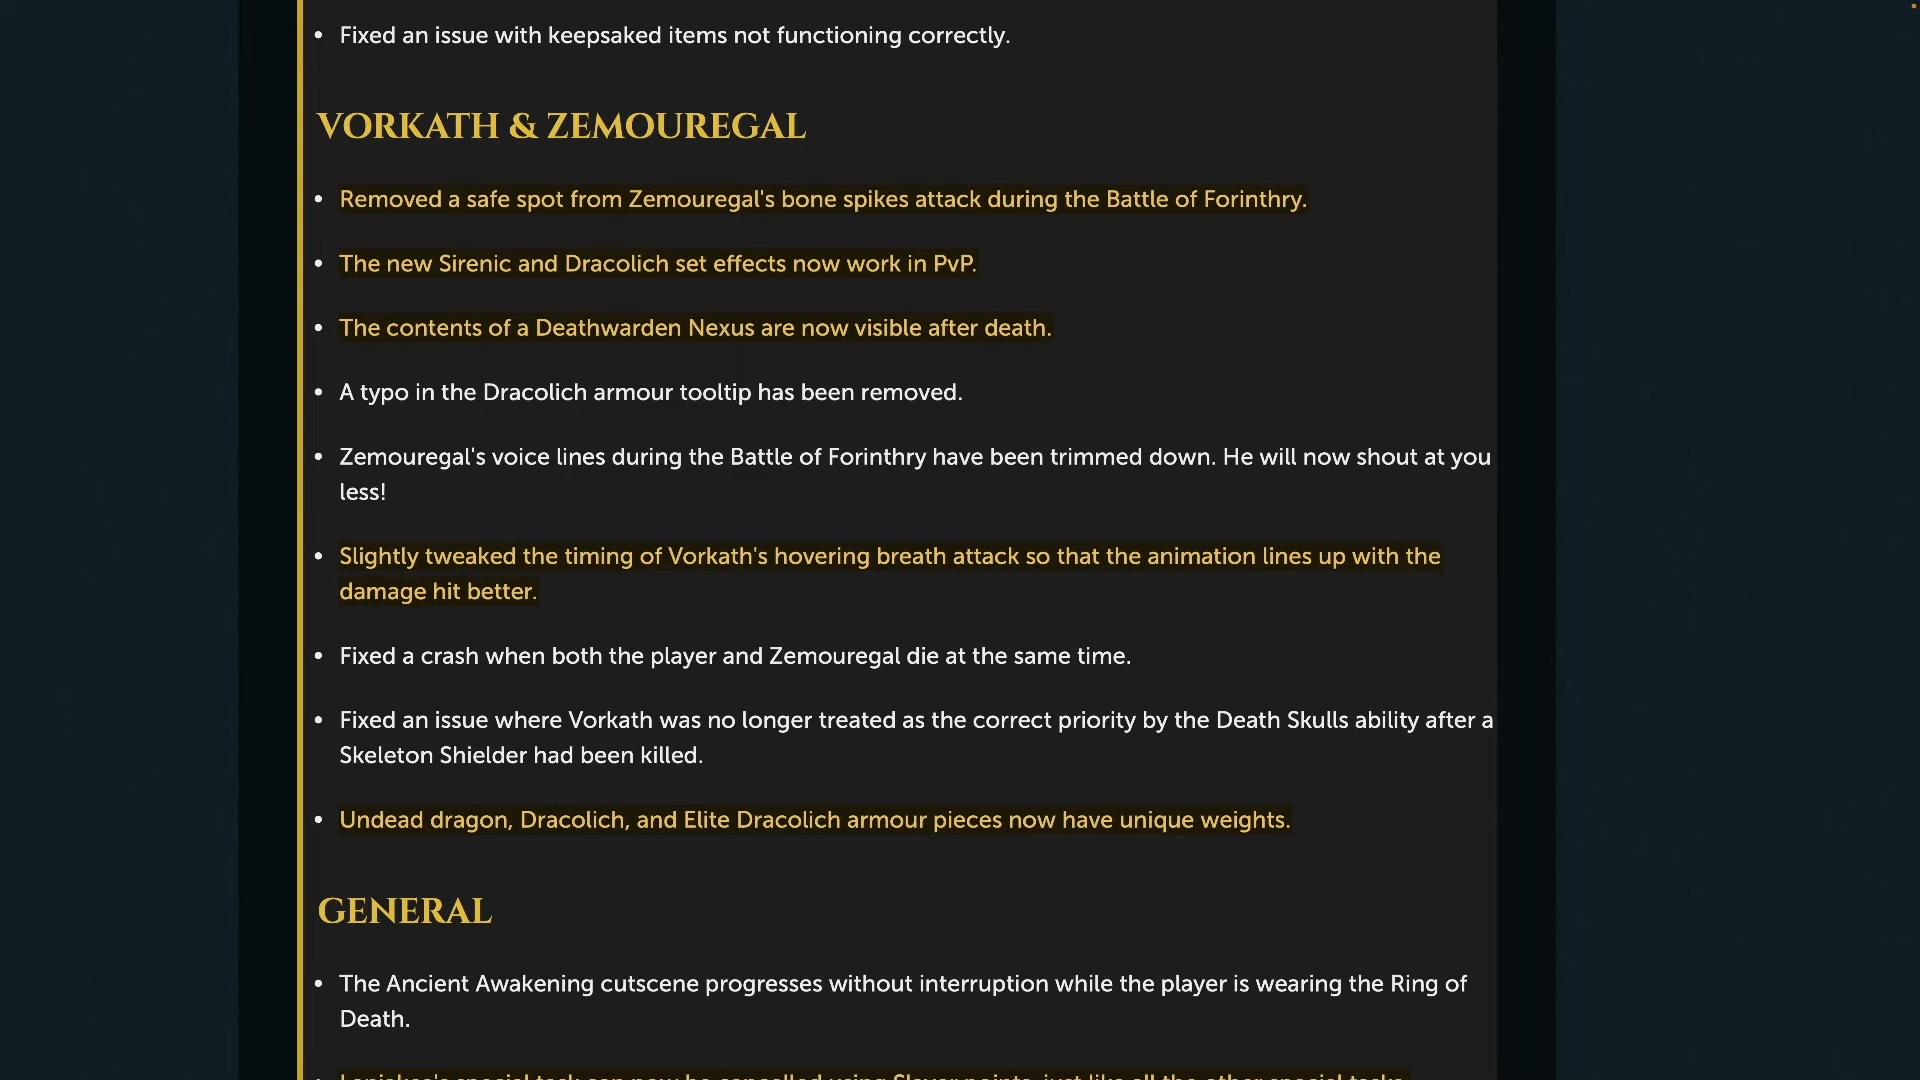 • Fixed an issue with keepsaked items not functioning correctly.
VORKATH & ZEMOUREGAL
• Removed a safe spot from Zemouregal's bone spikes attack during the Battle of Forinthry.
• The new Sirenic and Dracolich set effects now work in PvP.
• The contents of a Deathwarden Nexus are now visible after death.
• A typo in the Dracolich armour tooltip has been removed.
• Zemouregal's voice lines during the Battle of Forinthry have been trimmed down. He will now shout at you
less!
• Slightly tweaked the timing of Vorkath's hovering breath attack so that the animation lines up with the
damage hit better.
• Fixed a crash when both the player and Zemouregal die at the same time.
• Fixed an issue where Vorkath was no longer treated as the correct priority by the Death Skulls ability after a
Skeleton Shielder had been killed.
• Undead dragon, Dracolich, and Elite Dracolich armour pieces now have unique weights.
GENERAL
• The Ancient Awakening cutscene progresses without interruption while the player is wearing the Ring of
Death.